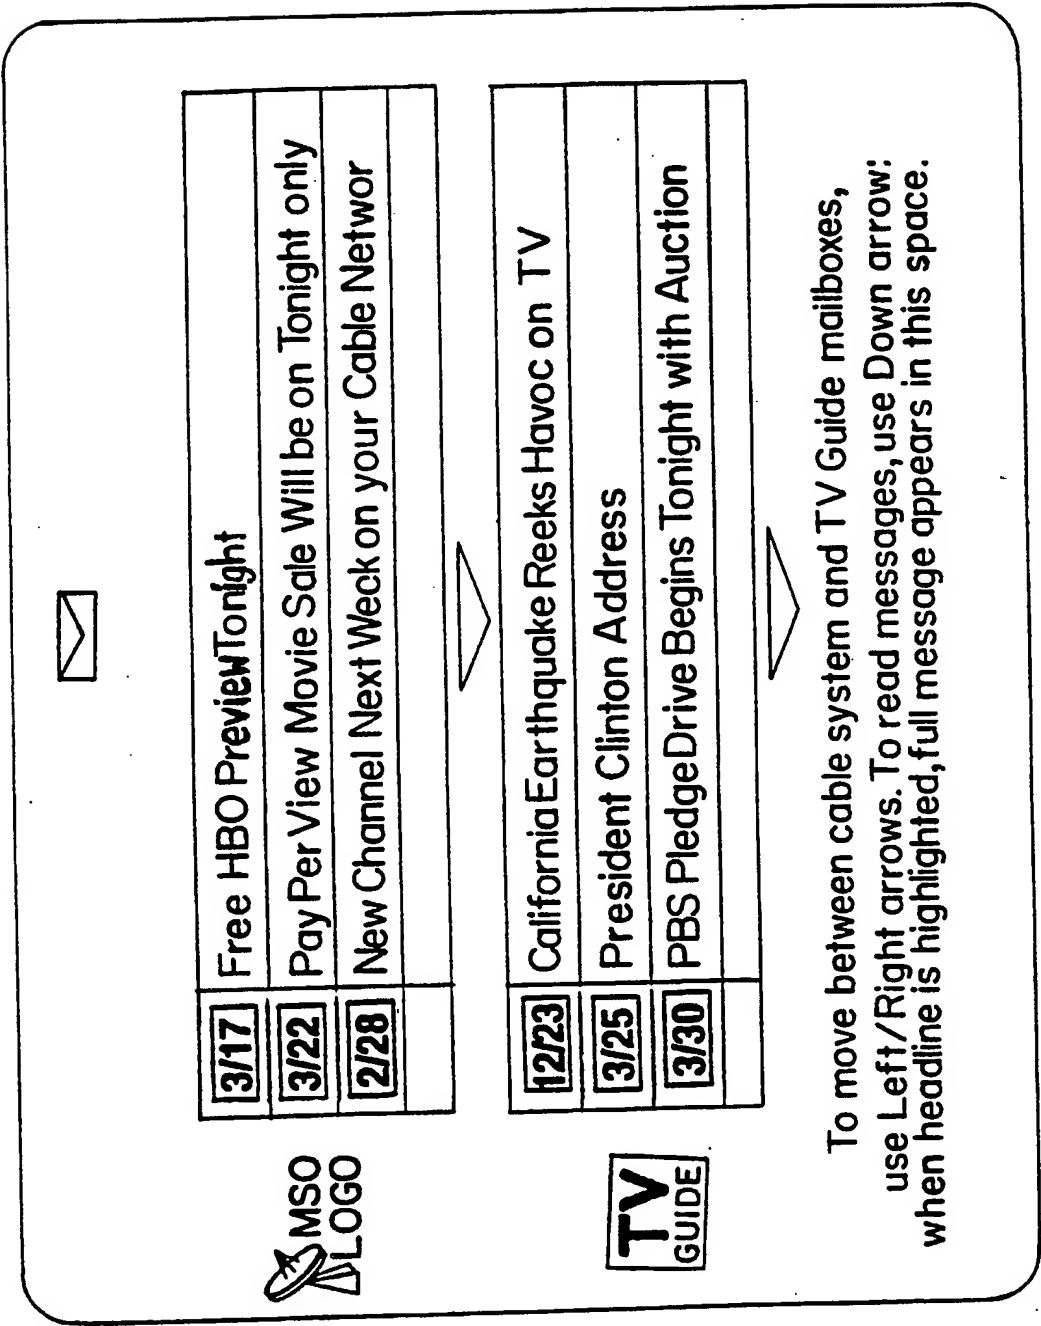 MSO
LOGO
3/17 Free HBO Preview Tonight
3/22 Pay Per View Movie Sale Will be on Tonight only
2/28 New Channel Next Weck on your Cable Networ
TV
GUIDE
12/23 California Earthquake Reeks Havoc on TV
3/25 President Clinton Address
3/30 PBS Pledge Drive Begins Tonight with Auction
To move between cable system and TV Guide mailboxes,
use Left/Right arrows. To read messages, use Down arrow:
when headline is highlighted, full message appears in this space.